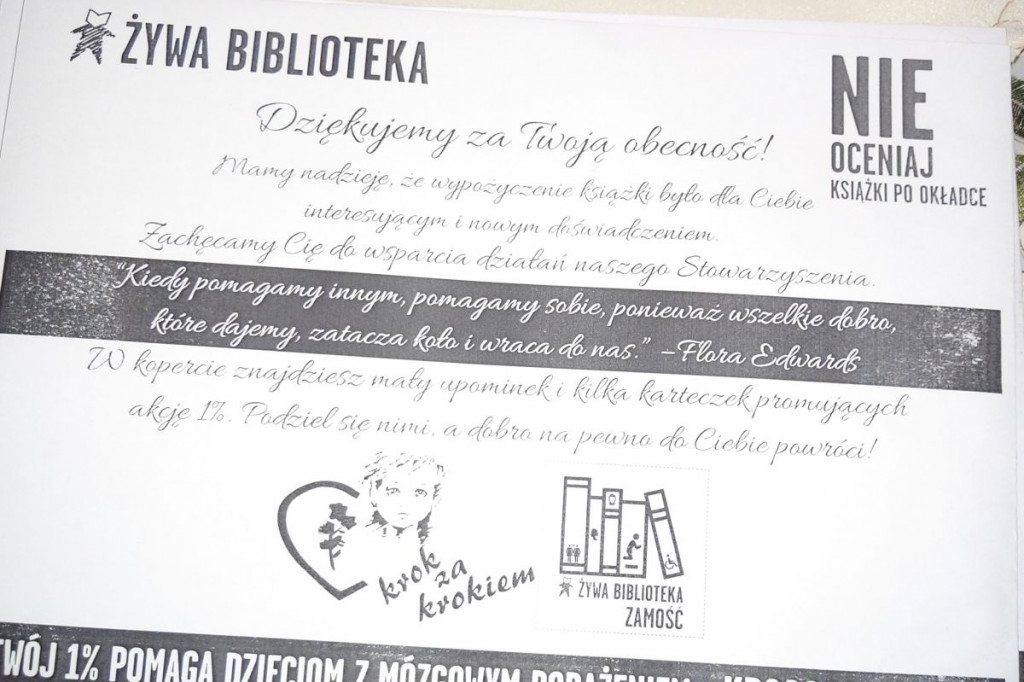 ŻYWA BIBLIOTEKA
NIE
OCENIAJ
KSIĄŻKI PO OKŁADCE
Dziękujemy za Twoją obecność!
Mamy nadzieję, że wypożyczenie książki było dla Ciebie
interesującym i nowym doświadczeniem.
Zachęcamy Cię do wsparcia działań naszego Stowarzyszenia.
"Kiedy pomagamy innym, pomagamy sobie, ponieważ wszelkie dobro,
które dajemy, zatacza koło i wraca do nas." –Flora Edwards
W kopercie znajdziesz mały upominek i kilka karteczek promujących
akcję 1%. Podziel się nimi, a dobro na pewno do Ciebie powróci!
krok
za
krokiem
ŻYWA BIBLIOTEKA
ZAMOŚĆ
TWÓJ 1% POMAGA DZIECIOM Z MÓZGOWYM PORAŻENIEM